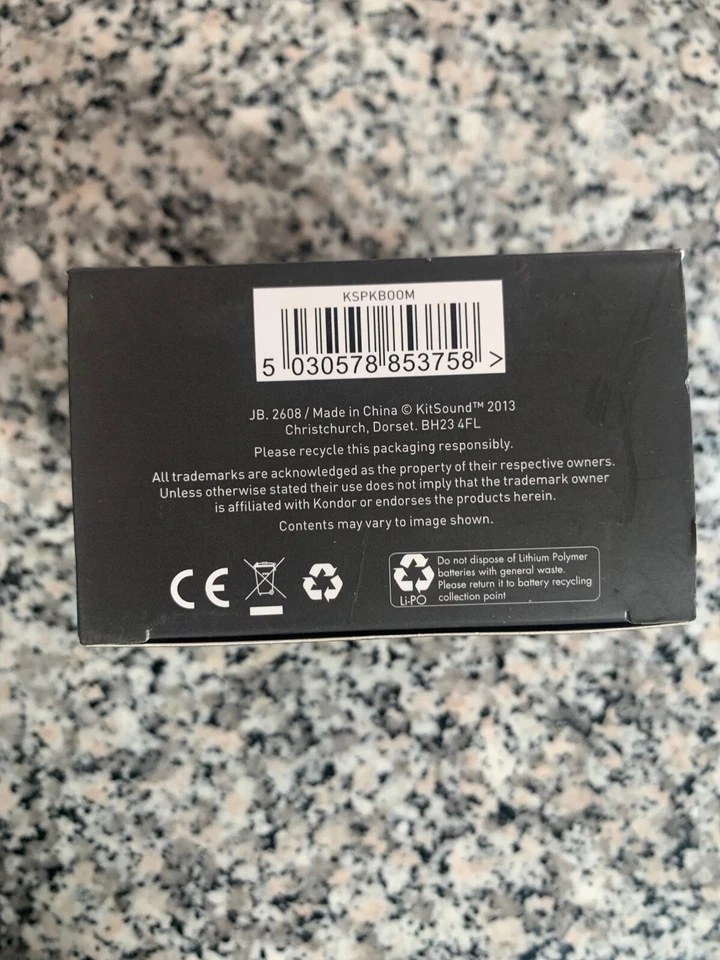 KSPKBOOM
5 030578 853758 >
JB. 2608 / Made in China © KitSound™ 2013
Christchurch, Dorset. BH23 4FL
Please recycle this packaging responsibly.
All trademarks are acknowledged as the property of their respective owners.
Unless otherwise stated their use does not imply that the trademark owner
is affiliated with Kondor or endorses the products herein.
Contents may vary to image shown.
CE
Li-PO
Do not dispose of Lithium Polymer
batteries with general waste.
Please return it to battery recycling
collection point